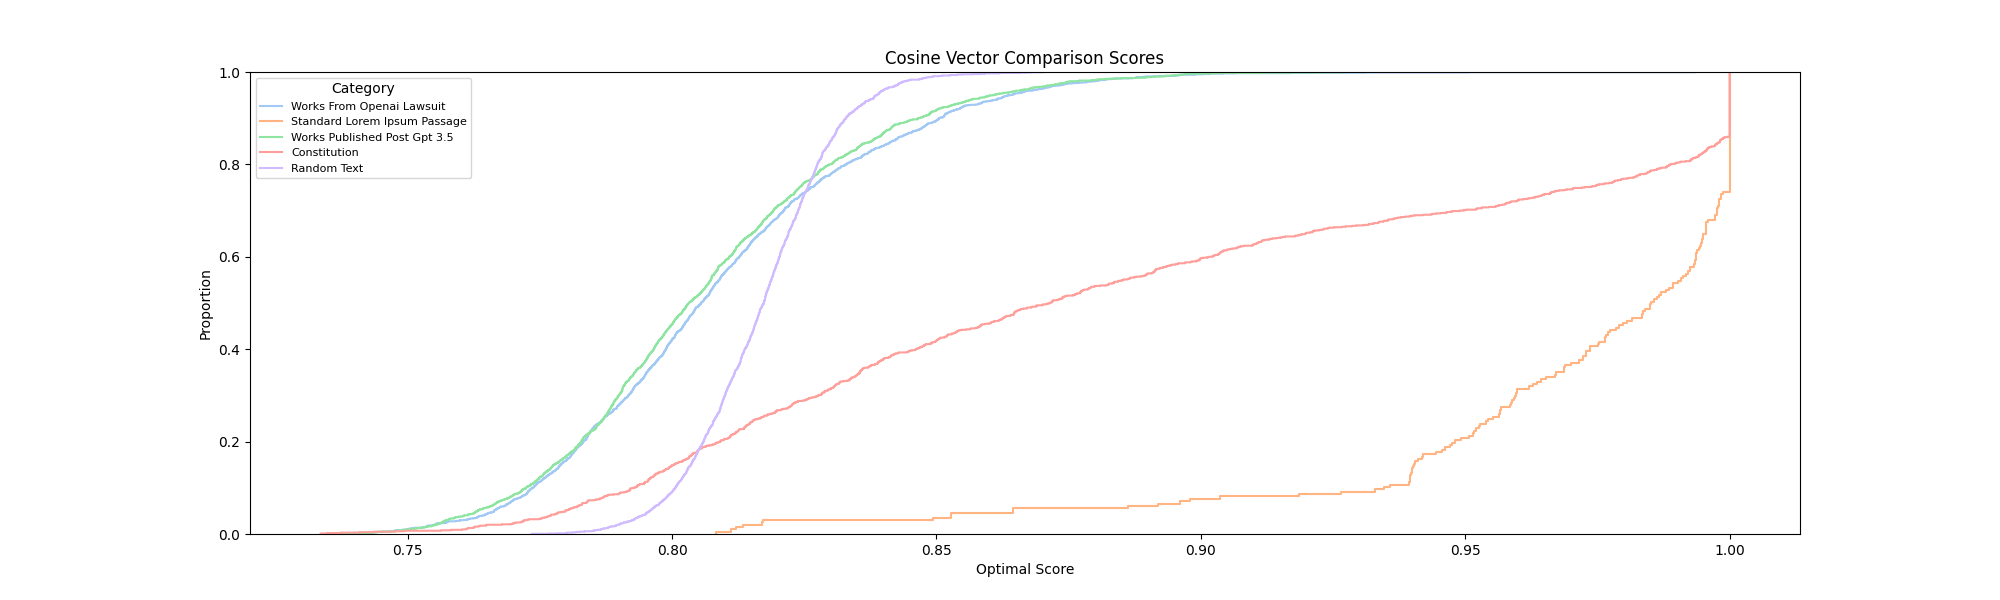 Cosine Vector Comparison Scores
1.0
0.8
0.6
0.4
0.2
0.0
Proportion
Category
Works From Openai Lawsuit
Standard Lorem Ipsum Passage
Works Published Post Gpt 3.5
Constitution
Random Text
0.75 0.80 0.85 0.90 0.95 1.00
Optimal Score